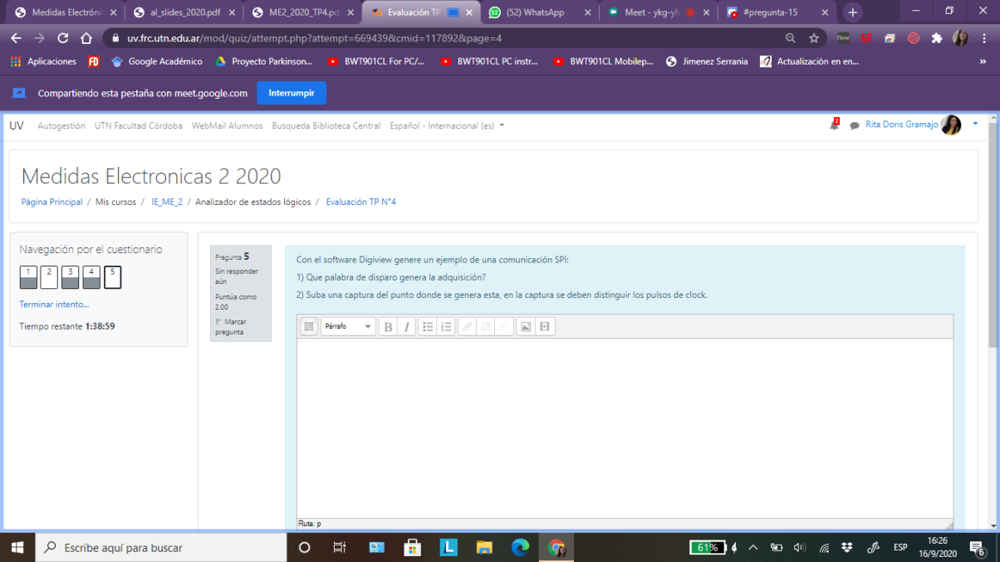 Medidas Electróni
al_slides_2020.pdf
ME2_2020_TP4.pd
Evaluación TP
(52) WhatsApp
Meet - ykg-yh
#pregunta-15
uv.frc.utn.edu.ar/mod/quiz/attempt.php?attempt=669439&cmid=117892&page=4
Aplicaciones
Google Académico
Proyecto Parkinson...
BWT901CL For PC/...
BWT901CL PC instr...
BWT901CL Mobilep...
Jimenez Serrania
Actualización en en...
Compartiendo esta pestaña con meet.google.com
Interrumpir
UV Autogestión UTN Facultad Córdoba WebMail Alumnos Busqueda Biblioteca Central Español - Internacional (es)
2
Rita Doris Gramajo
Medidas Electronicas 2 2020
Página Principal / Mis cursos / IE_ME_2 / Analizador de estados lógicos / Evaluación TP N°4
Navegación por el cuestionario
1 2 3 4 5
Terminar intento...
Tiempo restante 1:38:59
Pregunta 5
Sin responder
aún
Puntúa como
2,00
Marcar
pregunta
Con el software Digiview genere un ejemplo de una comunicación SPI:
1) Que palabra de disparo genera la adquisición?
2) Suba una captura del punto donde se genera esta, en la captura se deben distinguir los pulsos de clock.
Párrafo
B I
Ruta: p
Escribe aquí para buscar
L
61%
ESP
16:26
16/9/2020
6